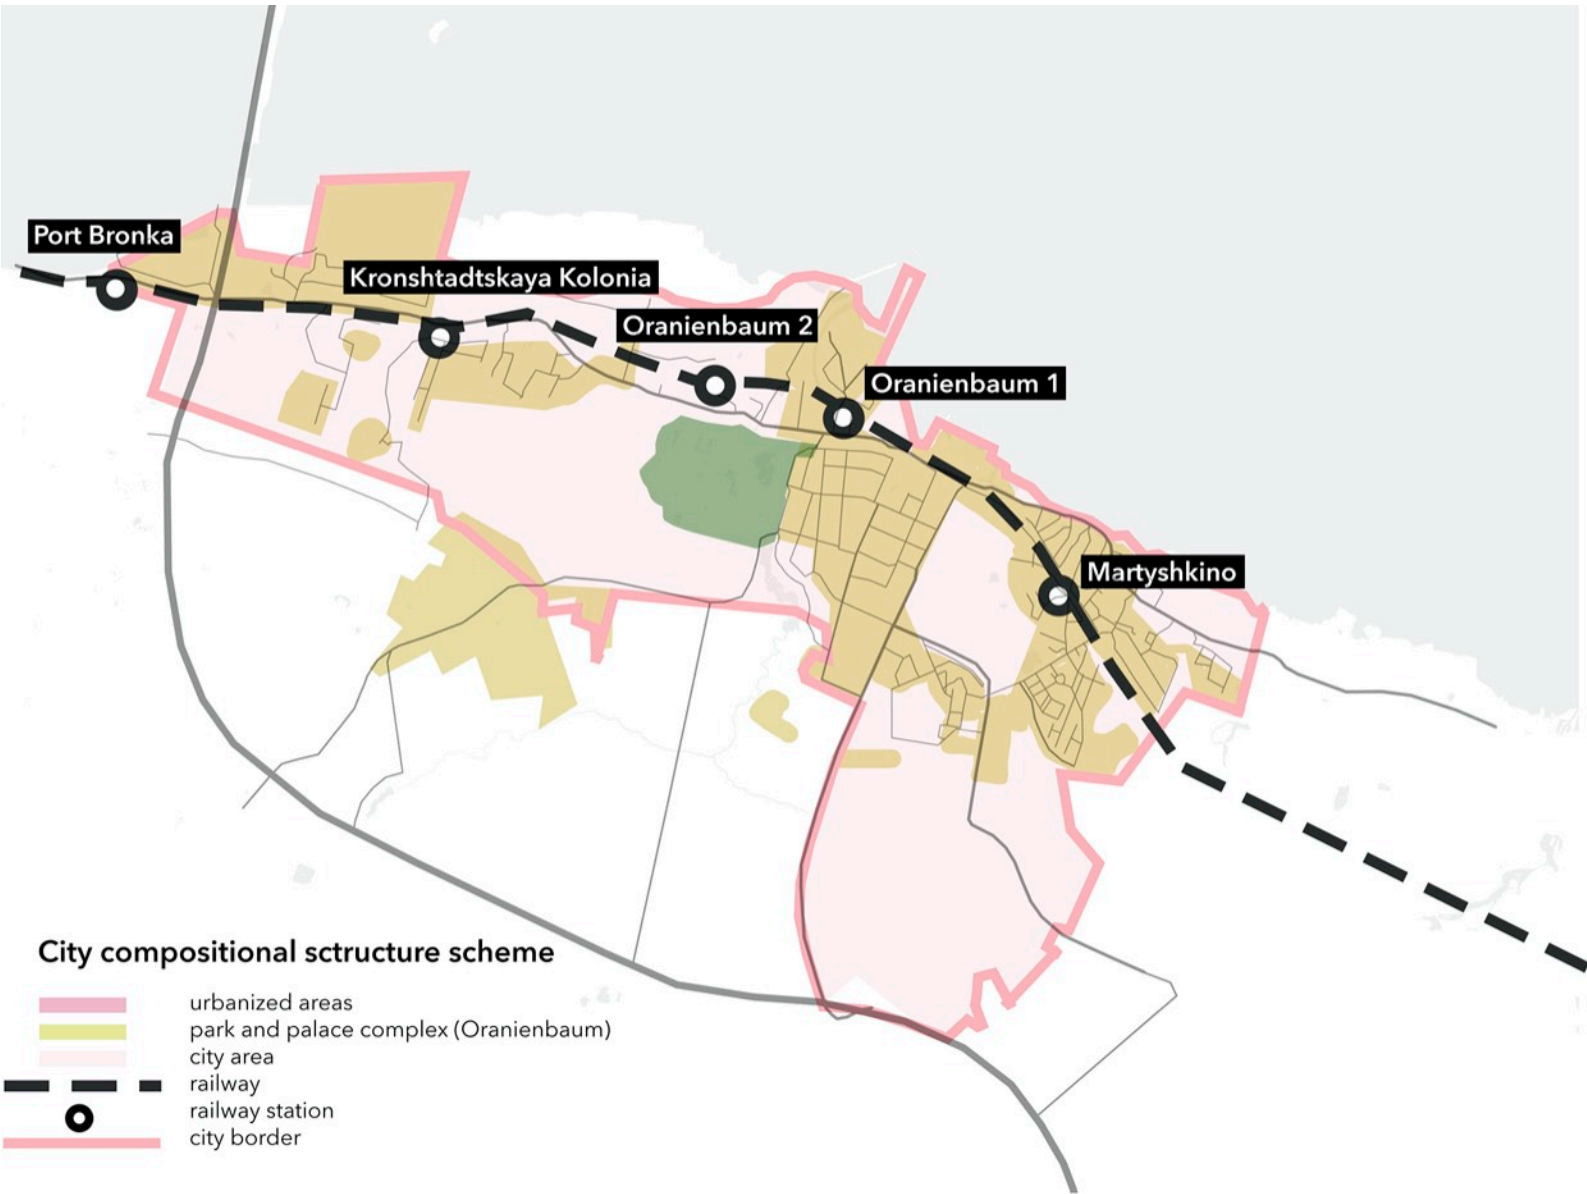 Port Bronka
Kronshtadtskaya Kolonia
Oranienbaum 2
Oranienbaum 1
Martyshkino
City compositional sctructure scheme
urbanized areas
park and palace complex (Oranienbaum)
city area
railway
railway station
city border